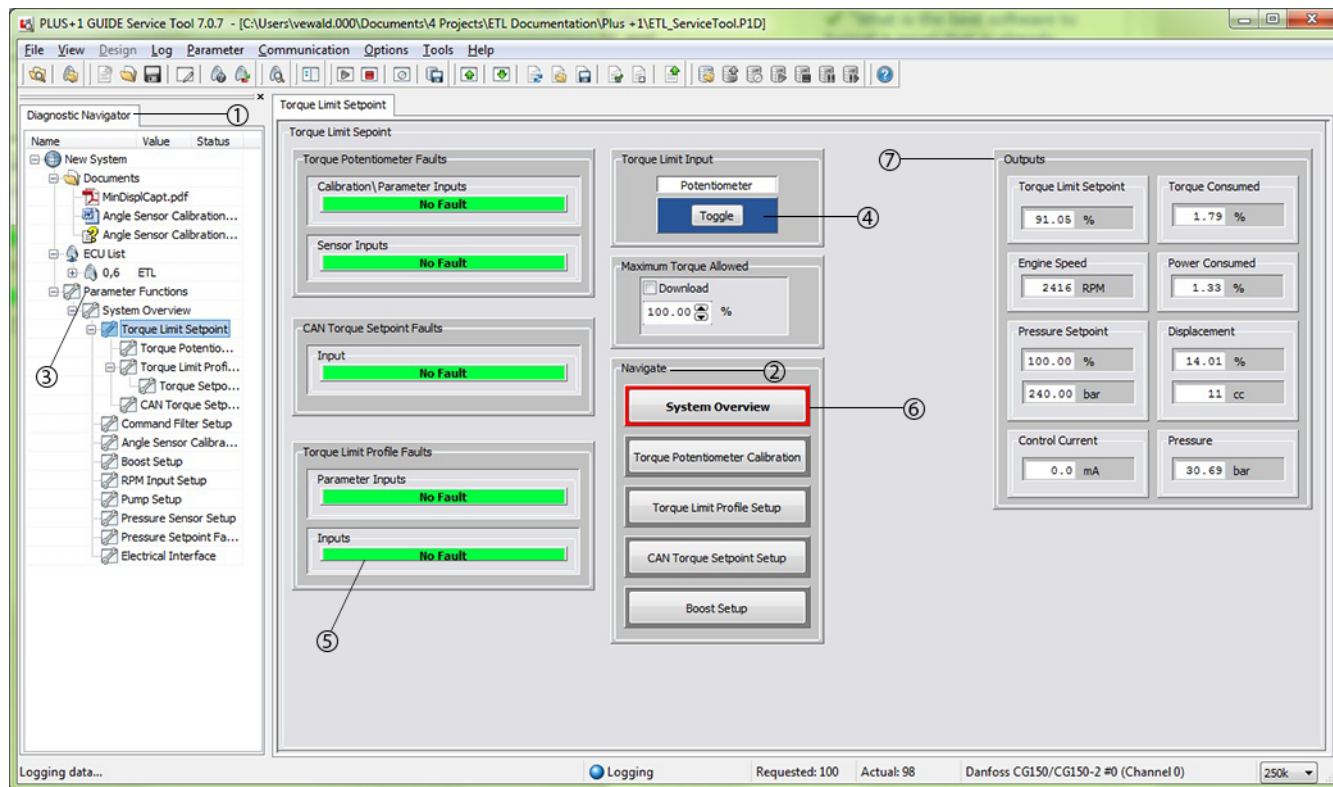 PLUS+1 GUIDE Service Tool 7.0.7 - [C:\Users\vewald.000\Documents\4 Projects\ETL Documentation\Plus +1\ETL_ServiceTool.P1D]
File View Design Log Parameter Communication Options Tools Help
Diagnostic Navigator
①
Name Value Status
New System
Documents
MinDisplCapt.pdf
Angle Sensor Calibration...
Angle Sensor Calibration...
ECU List
0,6 ETL
Parameter Functions
System Overview
Torque Limit Setpoint
Torque Potentio...
Torque Limit Profi...
Torque Setpo...
CAN Torque Setp...
Command Filter Setup
Angle Sensor Calibra...
Boost Setup
RPM Input Setup
Pump Setup
Pressure Sensor Setup
Pressure Setpoint Fa...
Electrical Interface
③
Torque Limit Setpoint
Torque Limit Sepoint
Torque Potentiometer Faults
Calibration\Parameter Inputs
No Fault
Sensor Inputs
No Fault
CAN Torque Setpoint Faults
Input
No Fault
Torque Limit Profile Faults
Parameter Inputs
No Fault
Inputs
No Fault
⑤
Torque Limit Input
Potentiometer
Toggle
④
Maximum Torque Allowed
Download
100.00 %
Navigate
②
System Overview
⑥
Torque Potentiometer Calibration
Torque Limit Profile Setup
CAN Torque Setpoint Setup
Boost Setup
⑦
Outputs
Torque Limit Setpoint
91.05 %
Torque Consumed
1.79 %
Engine Speed
2416 RPM
Power Consumed
1.33 %
Pressure Setpoint
100.00 %
240.00 bar
Displacement
14.01 %
11 cc
Control Current
0.0 mA
Pressure
30.69 bar
Logging data...
Logging
Requested: 100
Actual: 98
Danfoss CG150/CG150-2 #0 (Channel 0)
250k